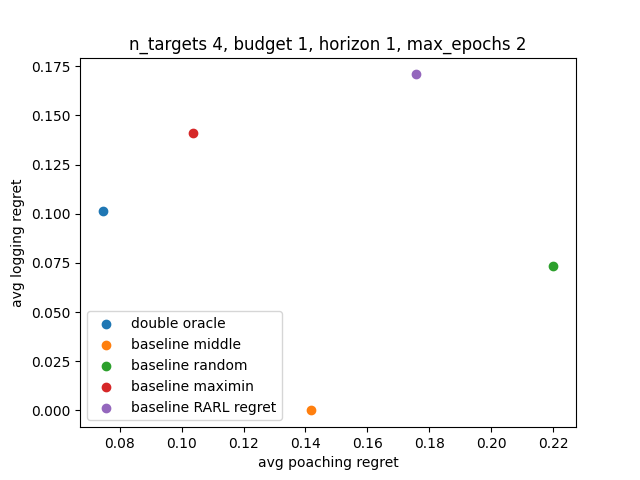 n_targets 4, budget 1, horizon 1, max_epochs 2
avg logging regret
0.175
0.150
0.125
0.100
0.075
0.050
0.025
0.000
double oracle
baseline middle
baseline random
baseline maximin
baseline RARL regret
0.08 0.10 0.12 0.14 0.16 0.18 0.20 0.22
avg poaching regret